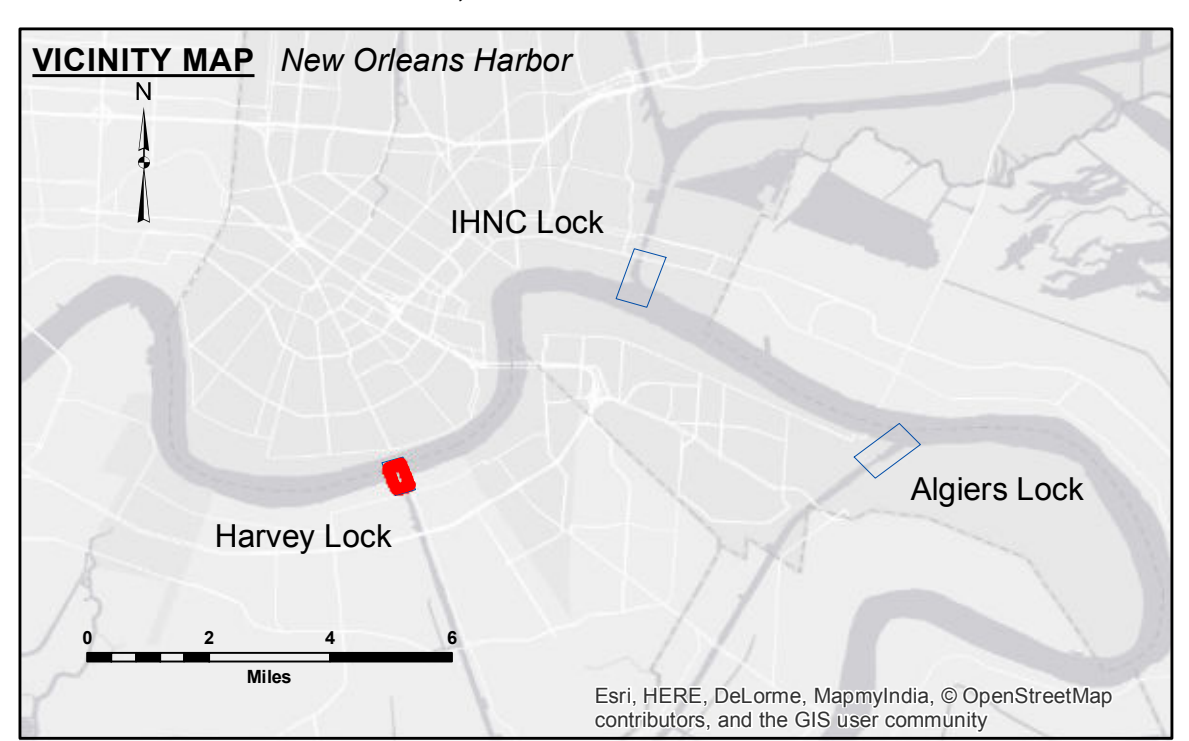 VICINITY MAP New Orleans Harbor
N
IHNC Lock
Algiers Lock
Harvey Lock
0 2 4 6
Miles
Esri, HERE, DeLorme, MapmyIndia, © OpenStreetMap
contributors, and the GIS user community